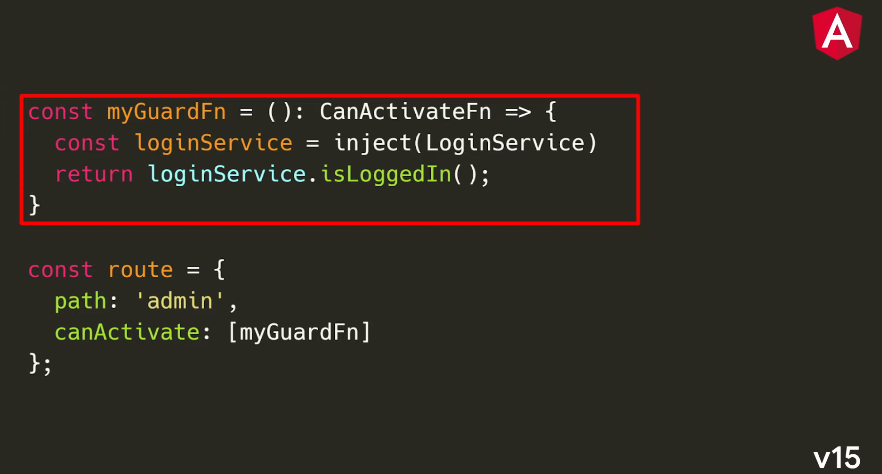 const myGuardFn = (): CanActivateFn => {
  const loginService = inject(LoginService)
  return loginService.isLoggedIn();
}
const route = {
  path: 'admin',
  canActivate: [myGuardFn]
};
v15